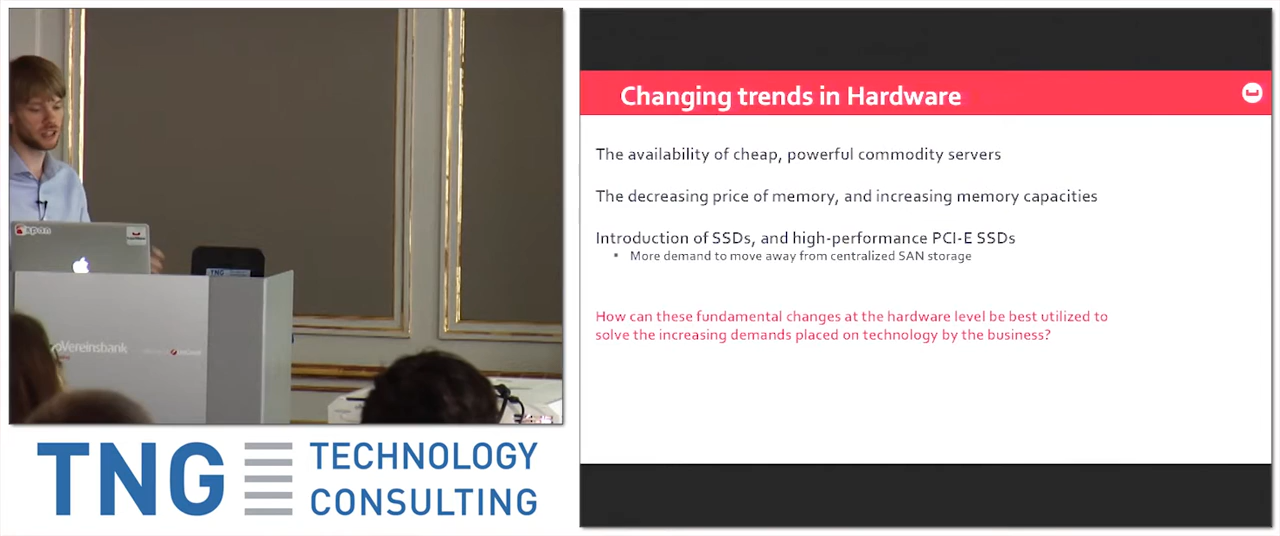 span
TNG
Vereinsbank
TNG
TECHNOLOGY
CONSULTING
Changing trends in Hardware
The availability of cheap, powerful commodity servers
The decreasing price of memory, and increasing memory capacities
Introduction of SSDs, and high-performance PCI-E SSDs
• More demand to move away from centralized SAN storage
How can these fundamental changes at the hardware level be best utilized to
solve the increasing demands placed on technology by the business?